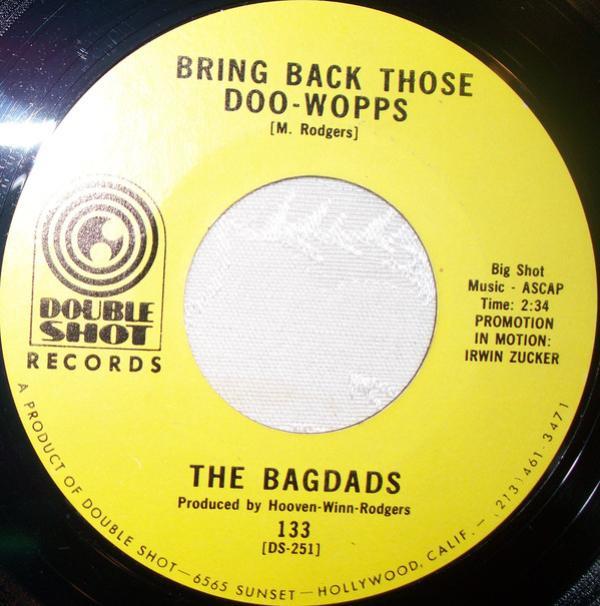 BRING BACK THOSE
DOO-WOPPS
[M. Rodgers]
DOUBLE
SHOT
RECORDS
Big Shot
Music - ASCAP
Time: 2:34
PROMOTION
IN MOTION:
IRWIN ZUCKER
THE BAGDADS
Produced by Hooven-Winn-Rodgers
133
[DS-251]
A PRODUCT OF DOUBLE SHOT — 6565 SUNSET — HOLLYWOOD, CALIF. — (213) 461-3471